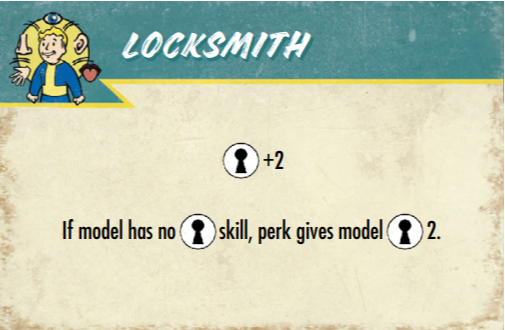 LOCKSMITH
+2
If model has no skill, perk gives model 2.